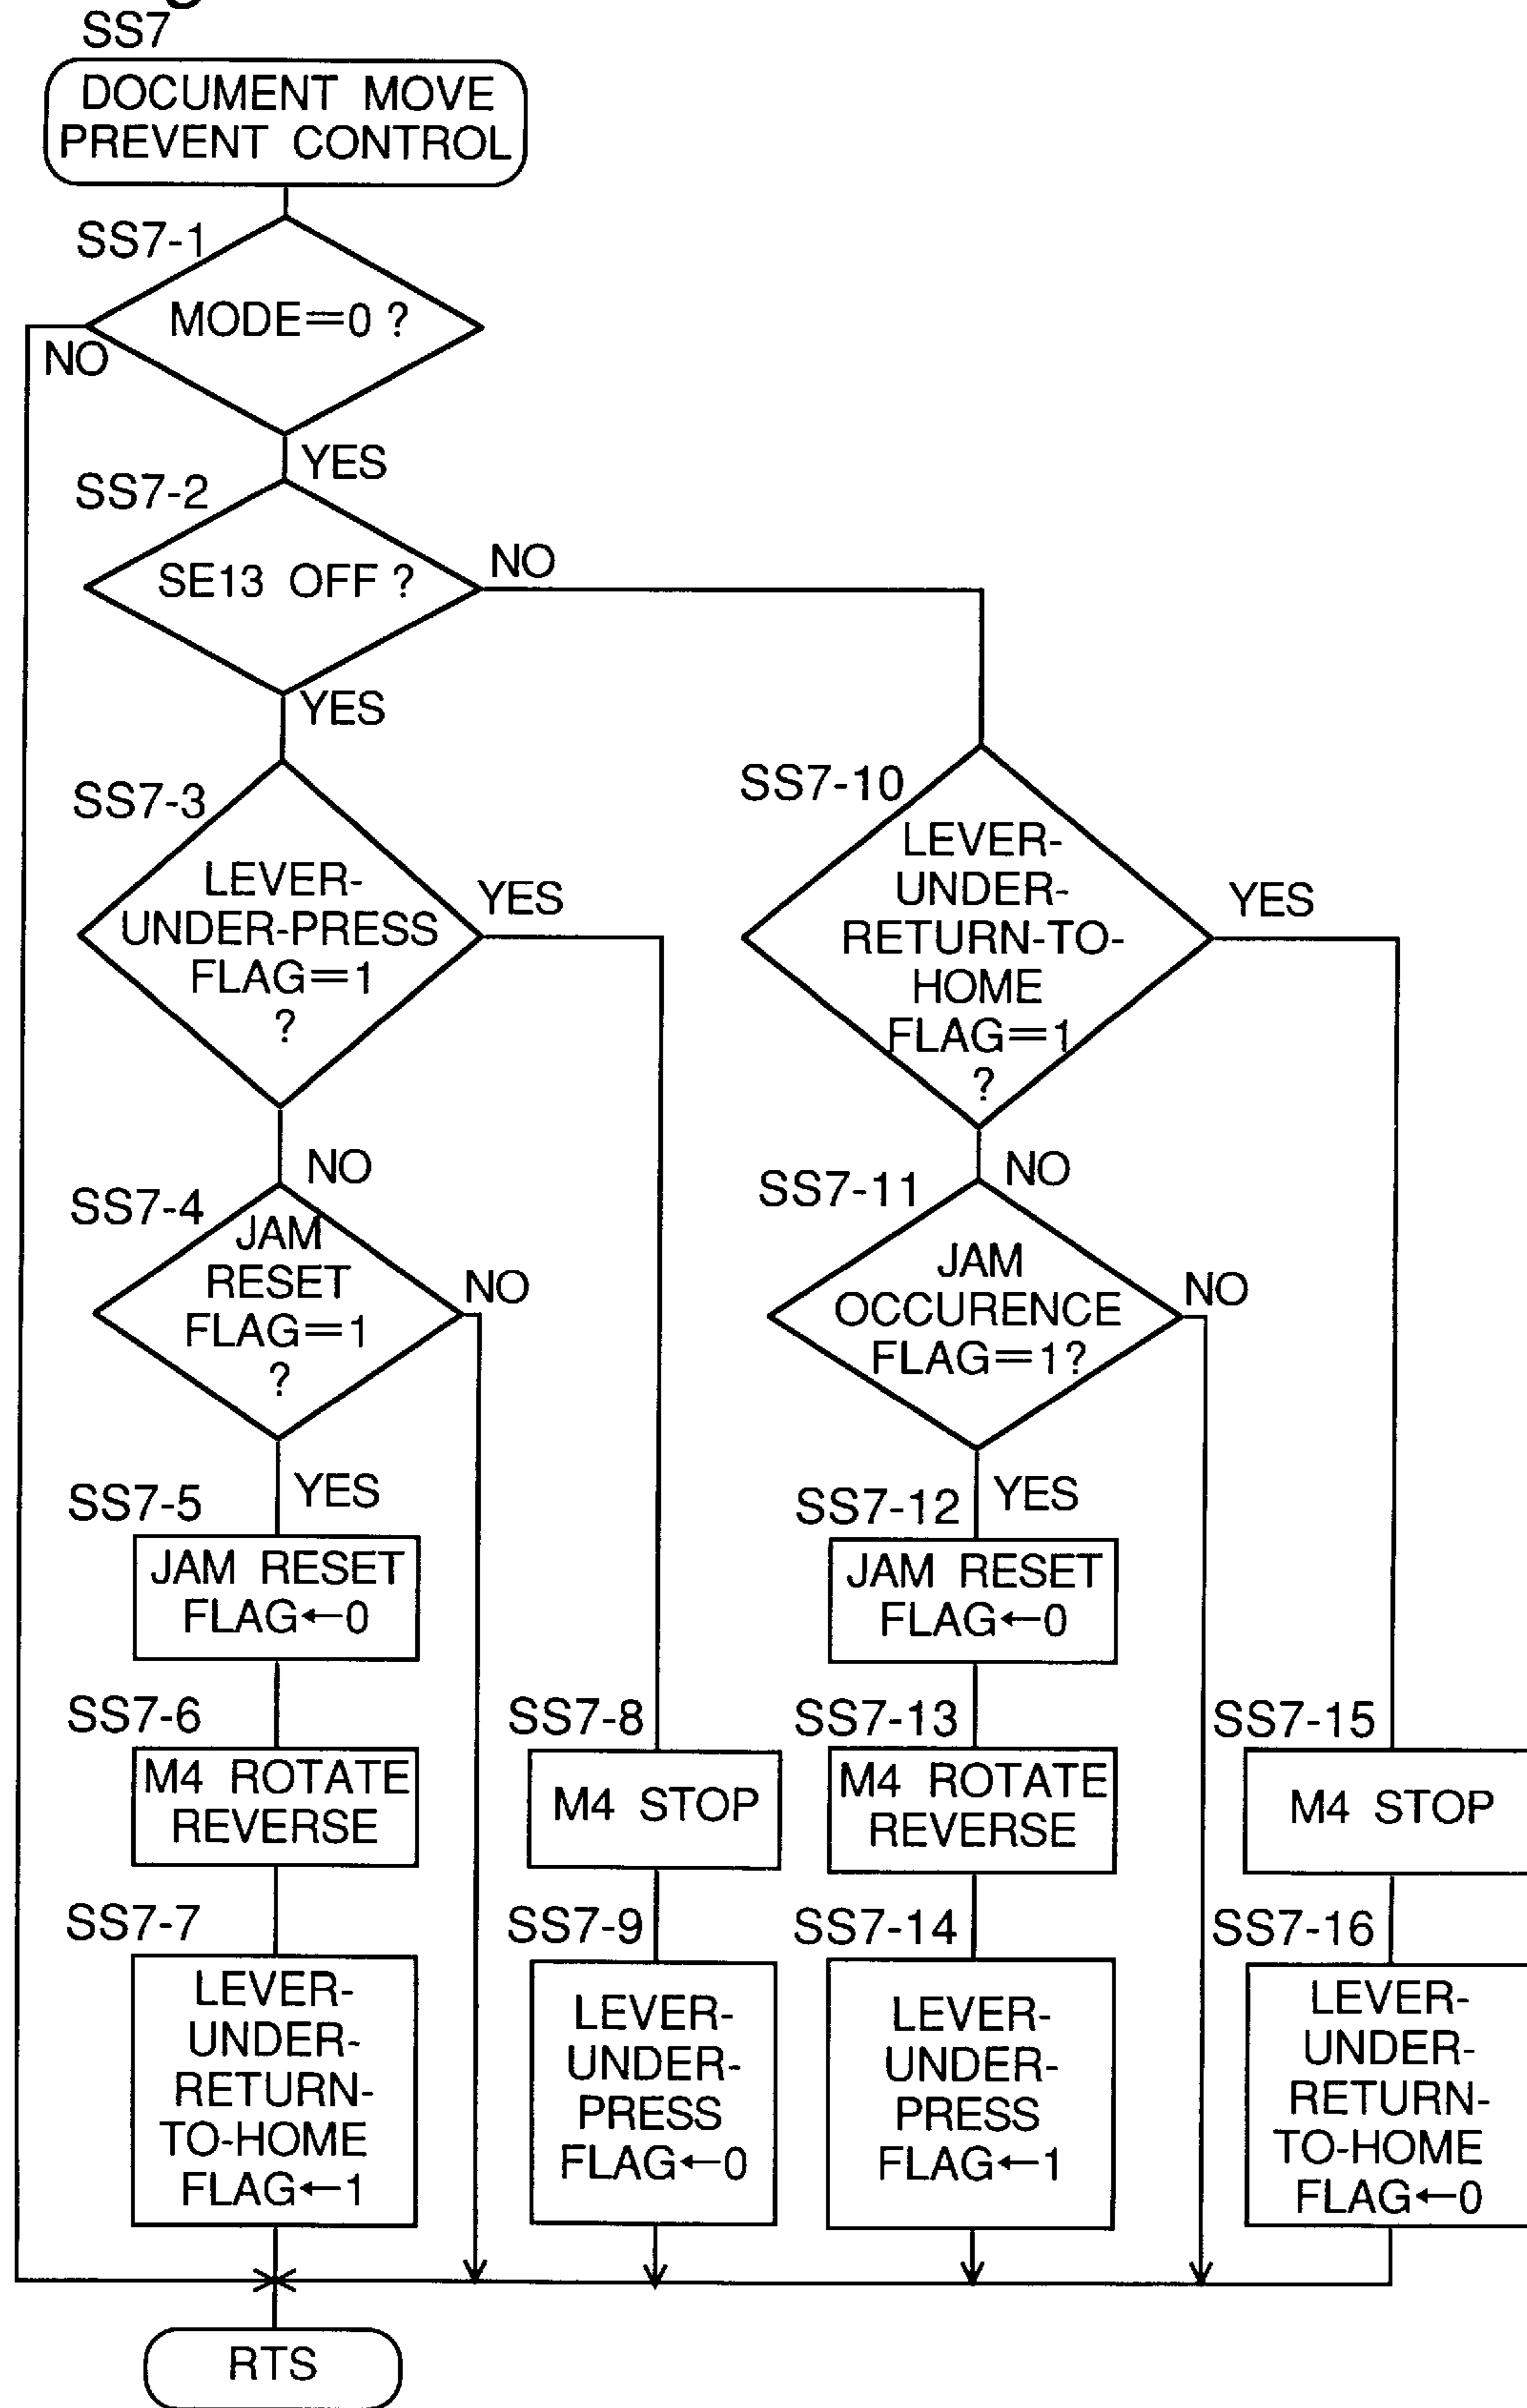 SS7
DOCUMENT MOVE
PREVENT CONTROL
SS7-1
MODE=0 ?
NO
YES
SS7-2
SE13 OFF ?
NO
YES
SS7-3
LEVER-
UNDER-PRESS
FLAG=1
?
YES
NO
SS7-10
LEVER-
UNDER-
RETURN-TO-
HOME
FLAG=1
?
YES
NO
SS7-4
JAM
RESET
FLAG=1
?
NO
YES
SS7-11
JAM
OCCURENCE
FLAG=1?
NO
YES
SS7-5
JAM RESET
FLAG←0
SS7-12
JAM RESET
FLAG←0
SS7-6
M4 ROTATE
REVERSE
SS7-8
M4 STOP
SS7-13
M4 ROTATE
REVERSE
SS7-15
M4 STOP
SS7-7
LEVER-
UNDER-
RETURN-
TO-HOME
FLAG←1
SS7-9
LEVER-
UNDER-
PRESS
FLAG←0
SS7-14
LEVER-
UNDER-
PRESS
FLAG←1
SS7-16
LEVER-
UNDER-
RETURN-
TO-HOME
FLAG←0
RTS